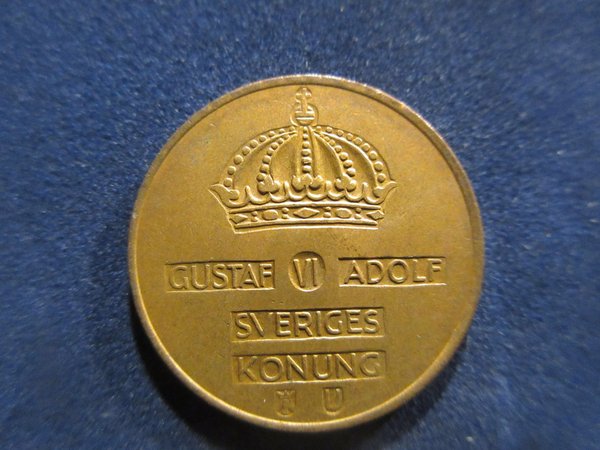 GUSTAF VI ADOLF
SVERIGES
KONUNG
U